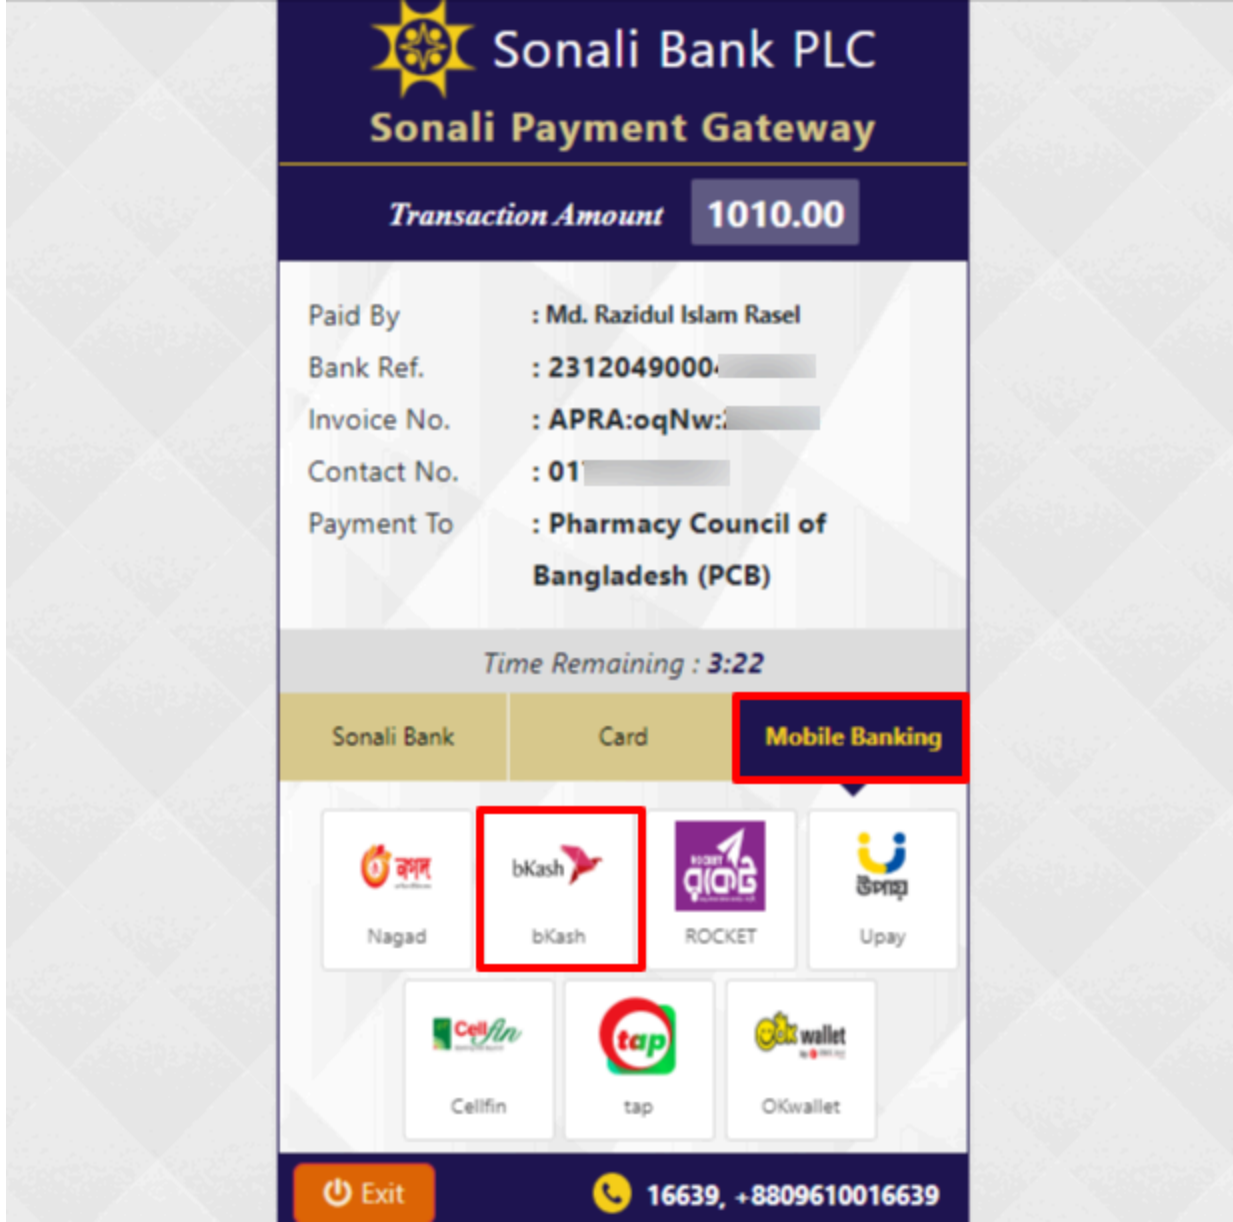 Sonali Bank PLC
Sonali Payment Gateway
Transaction Amount 1010.00
Paid By : Md. Razidul Islam Rasel
Bank Ref. : 2312049000
Invoice No. : APRA:oqNw:
Contact No. : 01
Payment To : Pharmacy Council of
Bangladesh (PCB)
Time Remaining : 3:22
Sonali Bank Card Mobile Banking
নগদ bKash ROCKET রকেট উপায়
Nagad bKash ROCKET Upay
Cellfin tap OK wallet
Cellfin tap OKwallet
Exit 16639, +8809610016639